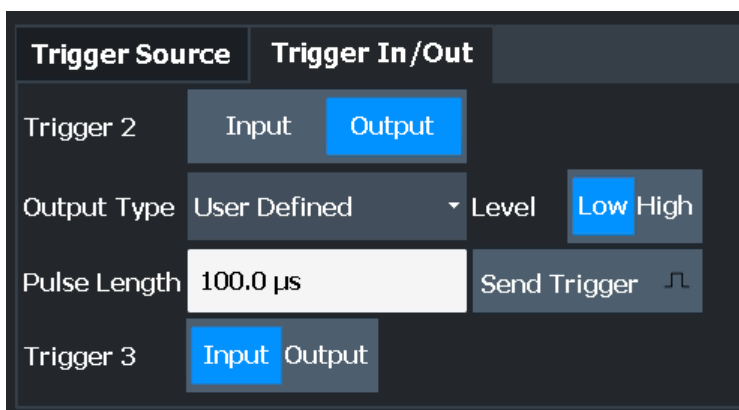 Trigger Source Trigger In/Out
Trigger 2 Input Output
Output Type User Defined Level Low High
Pulse Length 100.0 µs Send Trigger
Trigger 3 Input Output